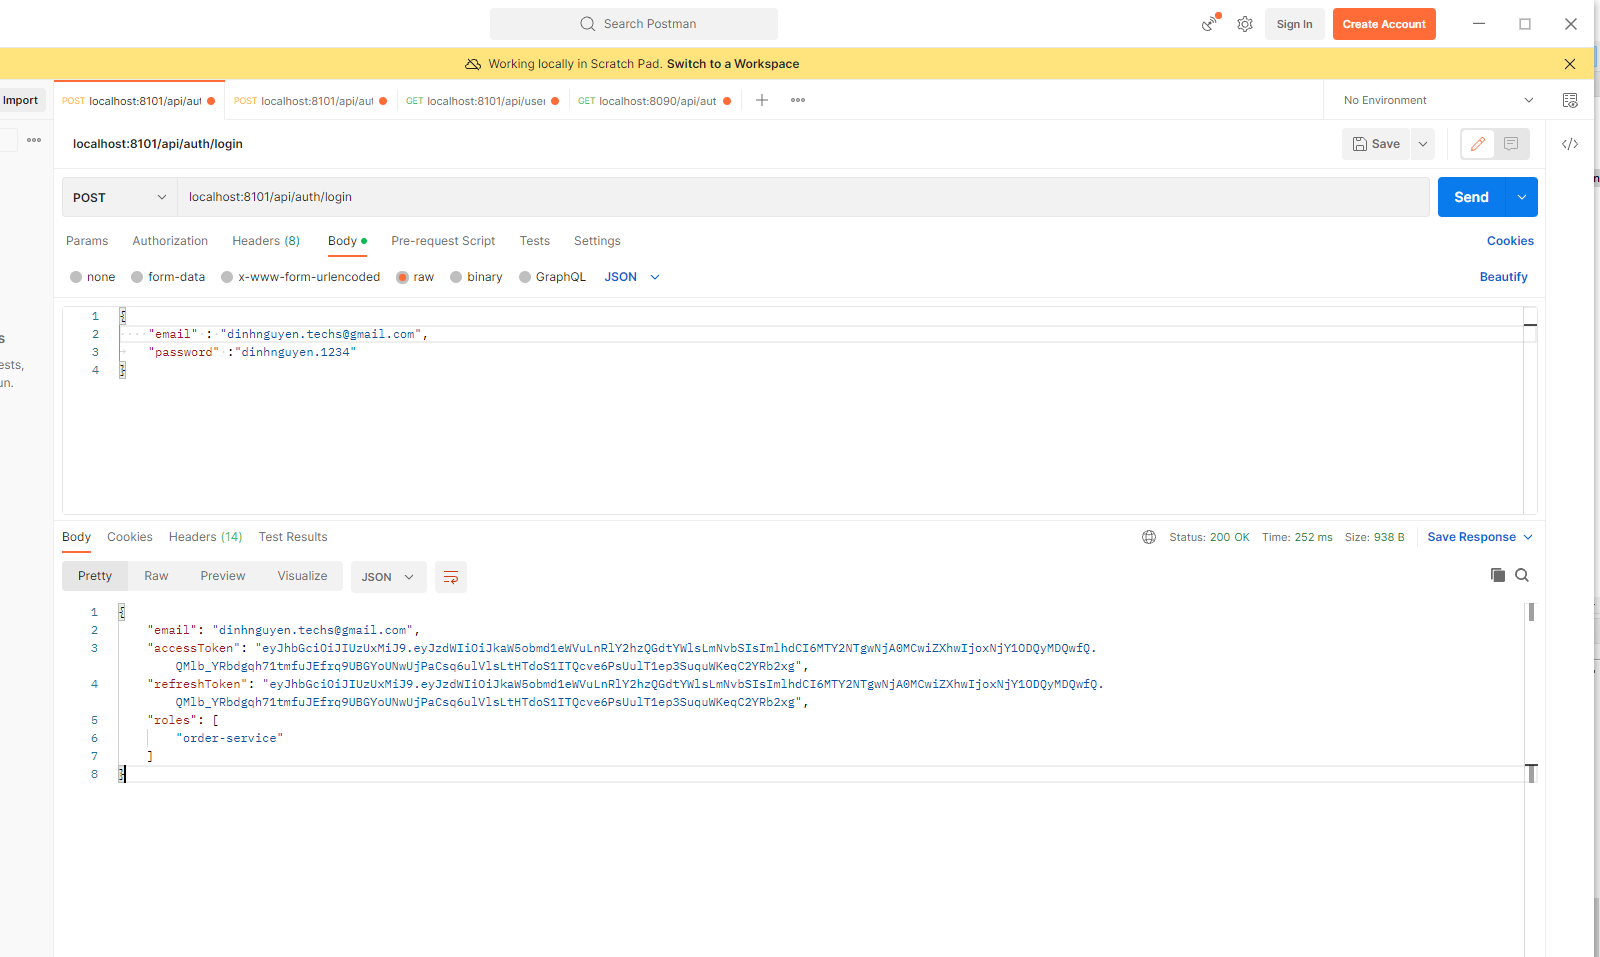 Search Postman
Sign In
Create Account
Working locally in Scratch Pad. Switch to a Workspace
Import
POST localhost:8101/api/aut
POST localhost:8101/api/aut
GET localhost:8101/api/user
GET localhost:8090/api/aut
No Environment
localhost:8101/api/auth/login
Save
POST
localhost:8101/api/auth/login
Send
Params
Authorization
Headers (8)
Body
Pre-request Script
Tests
Settings
Cookies
none
form-data
x-www-form-urlencoded
raw
binary
GraphQL
JSON
Beautify
1 {
2 "email" : "dinhnguyen.techs@gmail.com",
3 "password" :"dinhnguyen.1234"
4 }
s
ests,
un.
Body
Cookies
Headers (14)
Test Results
Status: 200 OK
Time: 252 ms
Size: 938 B
Save Response
Pretty
Raw
Preview
Visualize
JSON
1 {
2 "email": "dinhnguyen.techs@gmail.com",
3 "accessToken": "eyJhbGciOiJIUzUxMiJ9.eyJzdWIiOiJkaW5obmd1eWVuLnRlY2hzQGdtYWlsLmNvbSIsImlhdCI6MTY2NTgwNjA0MCwiZXhwIjoxNjY1ODQyMDQwfQ.
QMlb_YRbdgqh71tmfuJEfrq9UBGYoUNwUjPaCsq6ulVlsLtHTdoS1ITQcve6PsUulT1ep3SuquWKeqC2YRb2xg",
4 "refreshToken": "eyJhbGciOiJIUzUxMiJ9.eyJzdWIiOiJkaW5obmd1eWVuLnRlY2hzQGdtYWlsLmNvbSIsImlhdCI6MTY2NTgwNjA0MCwiZXhwIjoxNjY1ODQyMDQwfQ.
QMlb_YRbdgqh71tmfuJEfrq9UBGYoUNwUjPaCsq6ulVlsLtHTdoS1ITQcve6PsUulT1ep3SuquWKeqC2YRb2xg",
5 "roles": [
6 "order-service"
7 ]
8 }